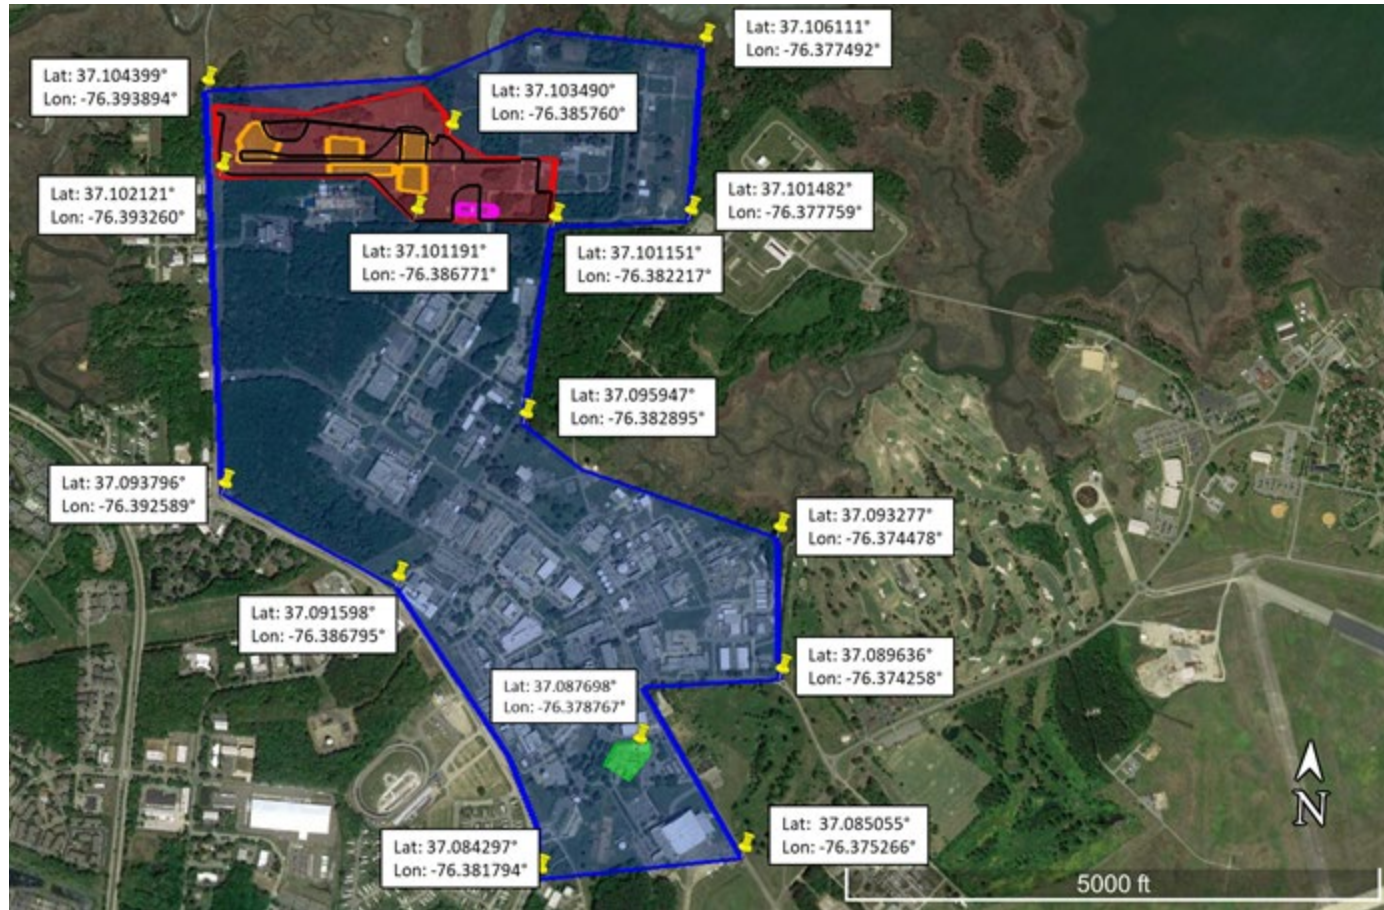 Lat: 37.106111°
Lon: -76.377492°
Lat: 37.104399°
Lon: -76.393894°
Lat: 37.103490°
Lon: -76.385760°
Lat: 37.102121°
Lon: -76.393260°
Lat: 37.101482°
Lon: -76.377759°
Lat: 37.101191°
Lon: -76.386771°
Lat: 37.101151°
Lon: -76.382217°
Lat: 37.095947°
Lon: -76.382895°
Lat: 37.093796°
Lon: -76.392589°
Lat: 37.093277°
Lon: -76.374478°
Lat: 37.091598°
Lon: -76.386795°
Lat: 37.089636°
Lon: -76.374258°
Lat: 37.087698°
Lon: -76.378767°
N
Lat: 37.085055°
Lon: -76.375266°
Lat: 37.084297°
Lon: -76.381794°
5000 ft